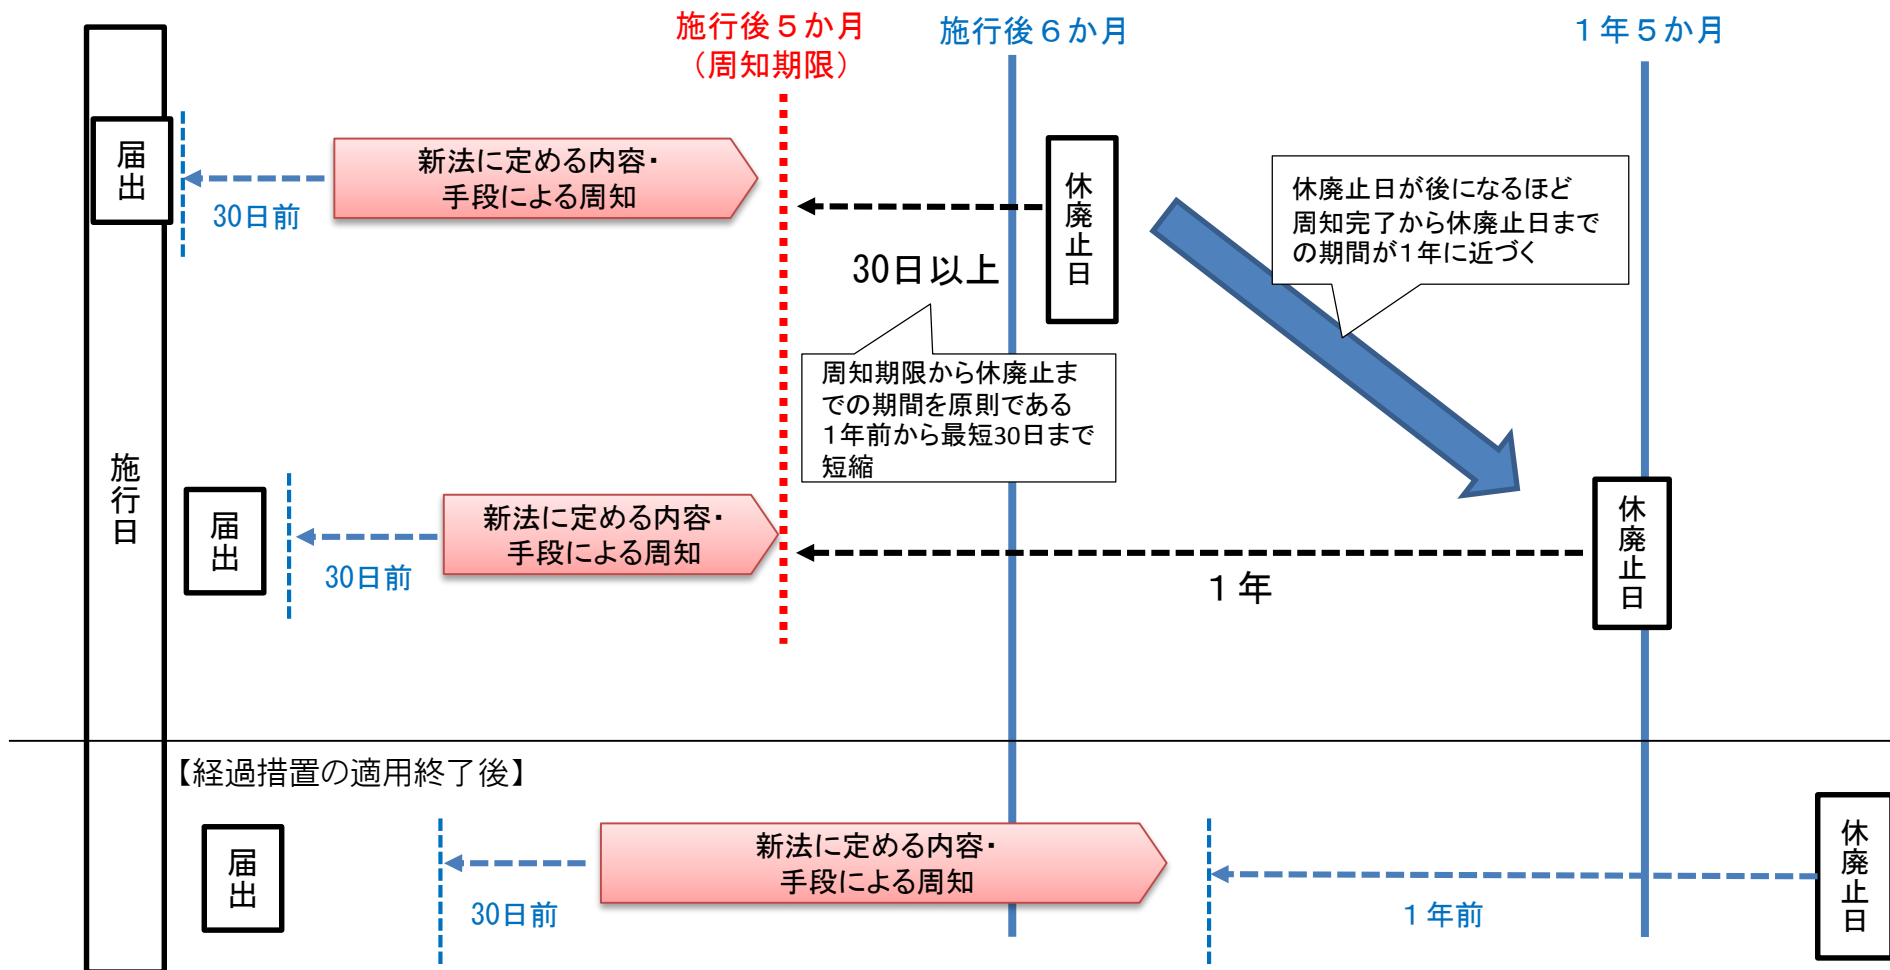 施行後５か月
（周知期限）
施行後６か月
１年５か月
届出
30日前
新法に定める内容・
手段による周知
休廃止日
30日以上
休廃止日が後になるほど
周知完了から休廃止日まで
の期間が1年に近づく
周知期限から休廃止ま
での期間を原則である
１年前から最短30日まで
短縮
施行日
届出
30日前
新法に定める内容・
手段による周知
１年
休廃止日
【経過措置の適用終了後】
届出
30日前
新法に定める内容・
手段による周知
１年前
休廃止日